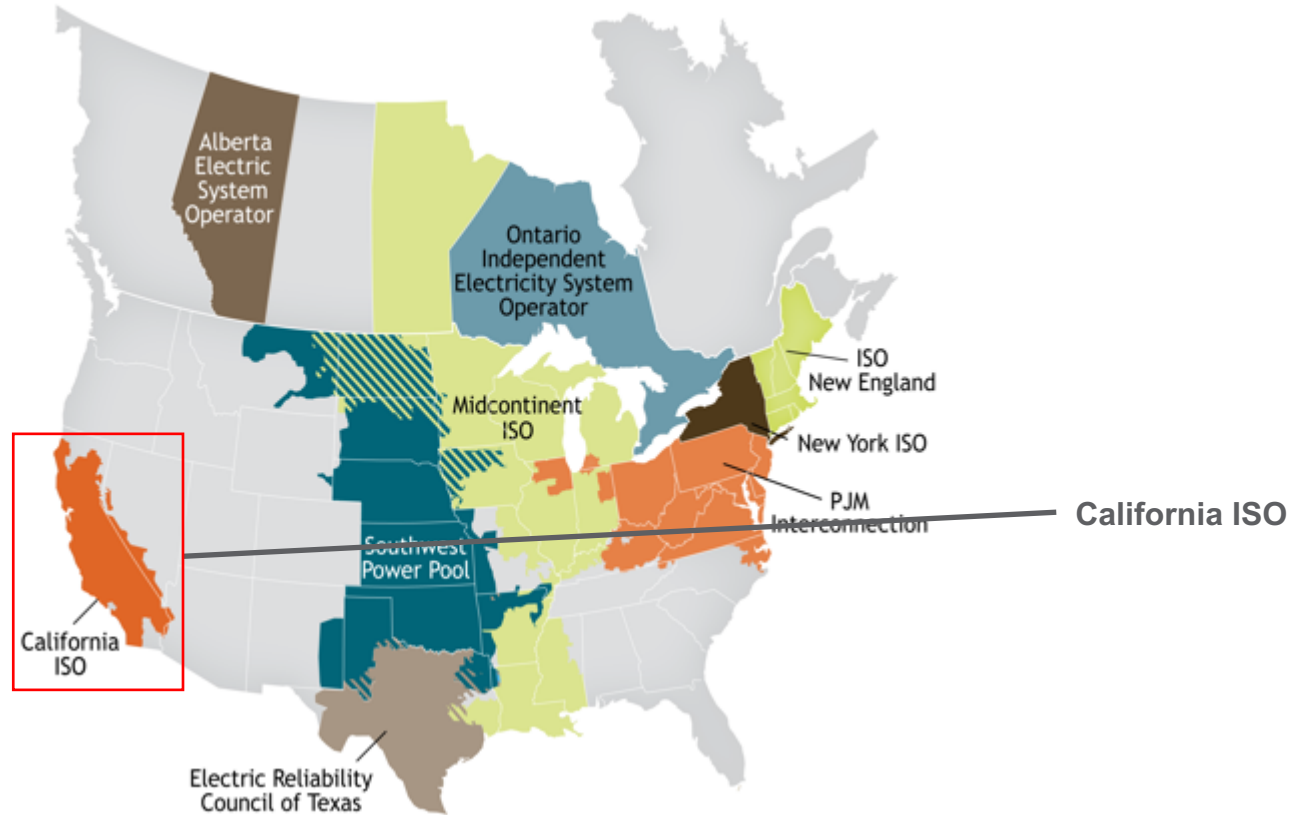 Alberta
Electric
System
Operator
Ontario
Independent
Electricity System
Operator
ISO
New England
Midcontinent
ISO
New York ISO
PJM
Interconnection
California ISO
Southwest
Power Pool
California
ISO
Electric Reliability
Council of Texas